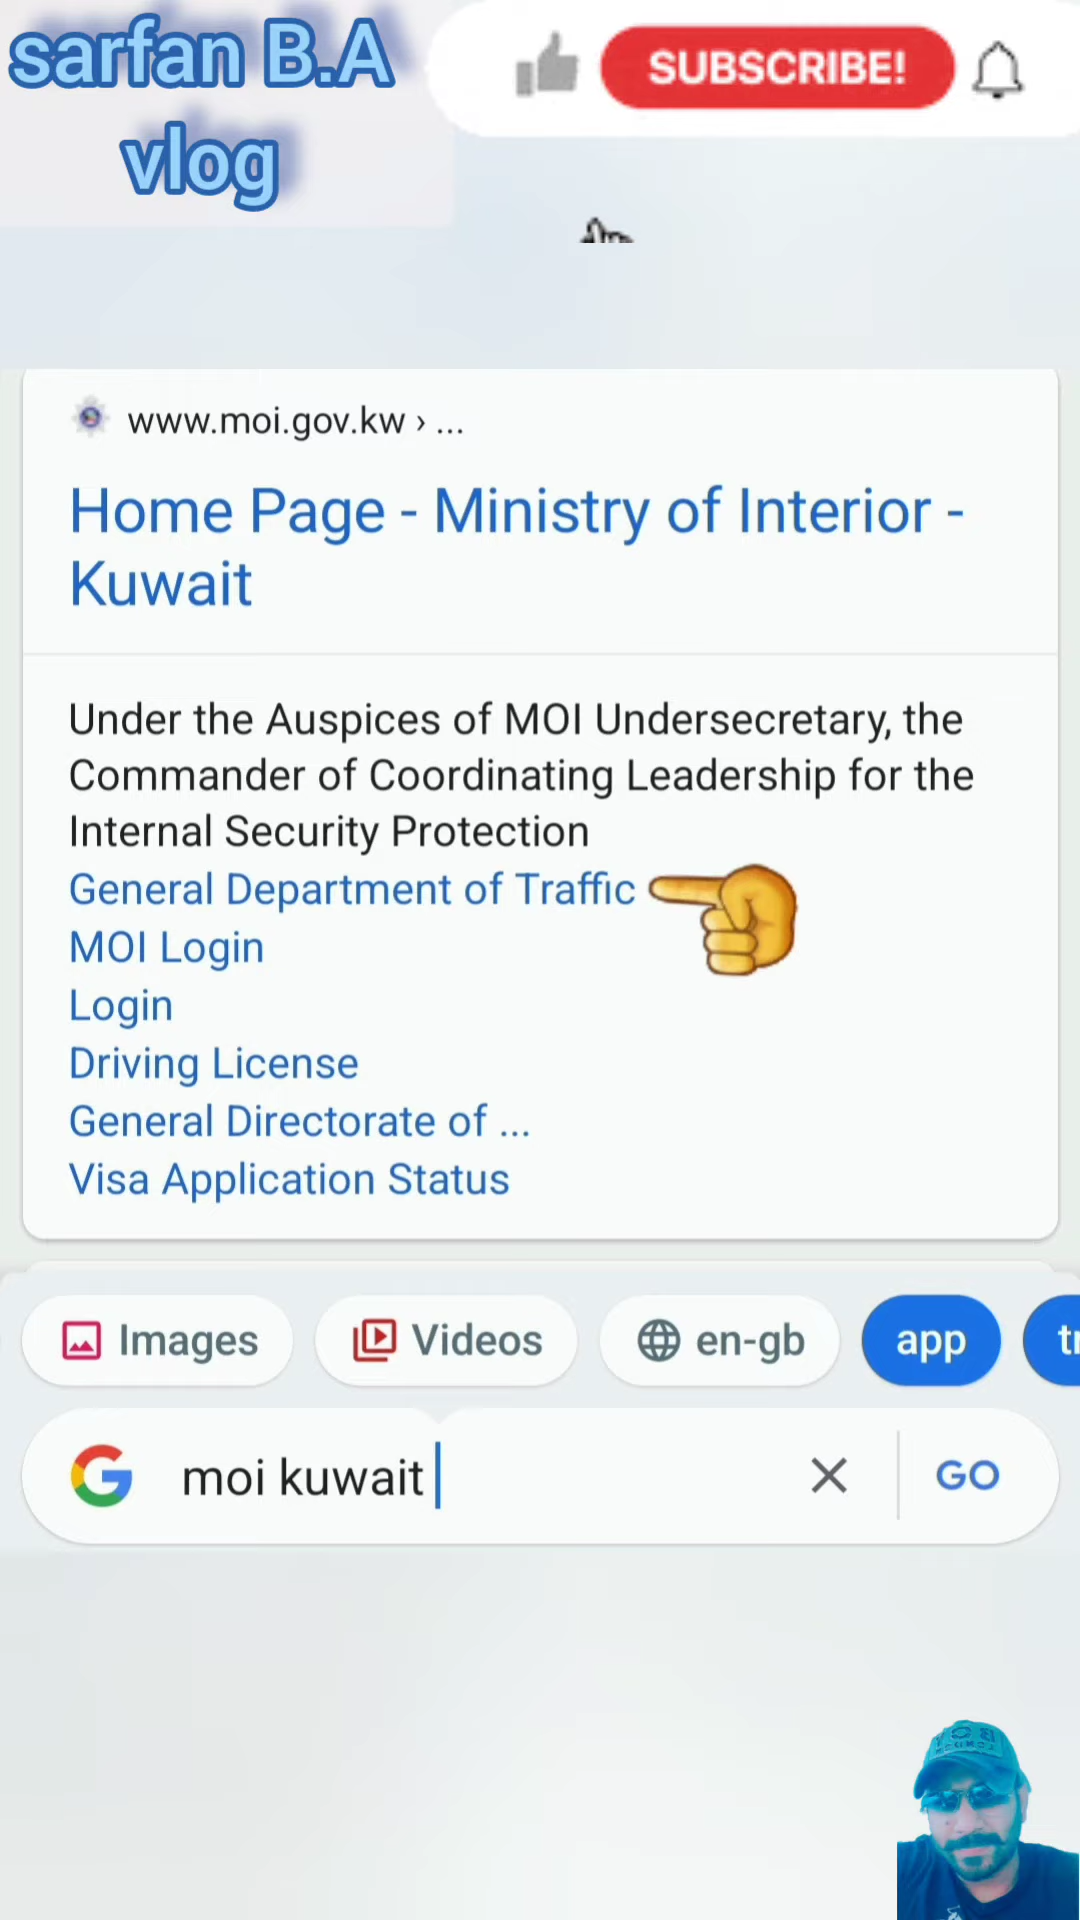 sarfan B.A
vlog
SUBSCRIBE!
www.moi.gov.kw › ...
Home Page - Ministry of Interior -
Kuwait
Under the Auspices of MOI Undersecretary, the
Commander of Coordinating Leadership for the
Internal Security Protection
General Department of Traffic
MOI Login
Login
Driving License
General Directorate of ...
Visa Application Status
Images
Videos
en-gb
app
moi kuwait
GO